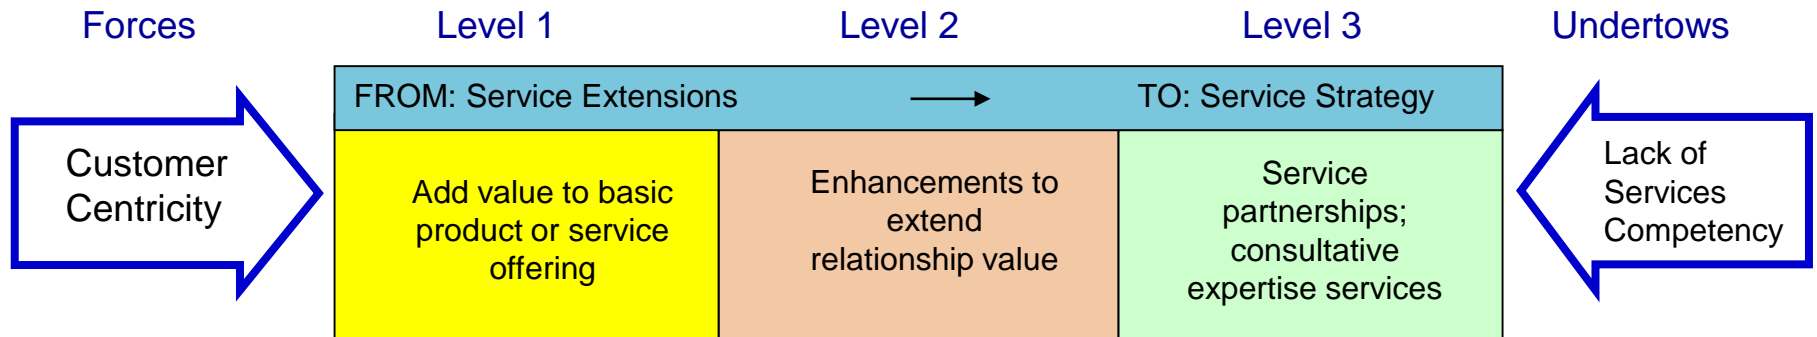 Forces
Level 1
Level 2
Level 3
Undertows
FROM: Service Extensions
TO: Service Strategy
Customer
Centricity
Add value to basic
product or service
offering
Enhancements to
extend
relationship value
Service
partnerships;
consultative
expertise services
Lack of
Services
Competency